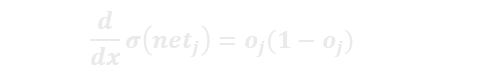 d/dx σ(net_j) = o_j(1 − o_j)